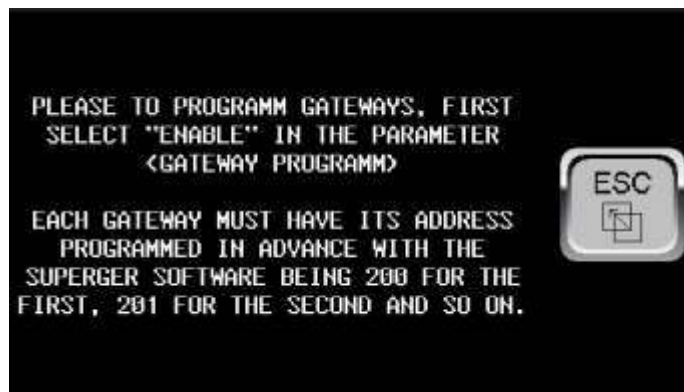 PLEASE TO PROGRAMM GATEWAYS, FIRST
SELECT "ENABLE" IN THE PARAMETER
<GATEWAY PROGRAMM>
EACH GATEWAY MUST HAVE ITS ADDRESS
PROGRAMMED IN ADVANCE WITH THE
SUPERGER SOFTWARE BEING 200 FOR THE
FIRST, 201 FOR THE SECOND AND SO ON.
ESC